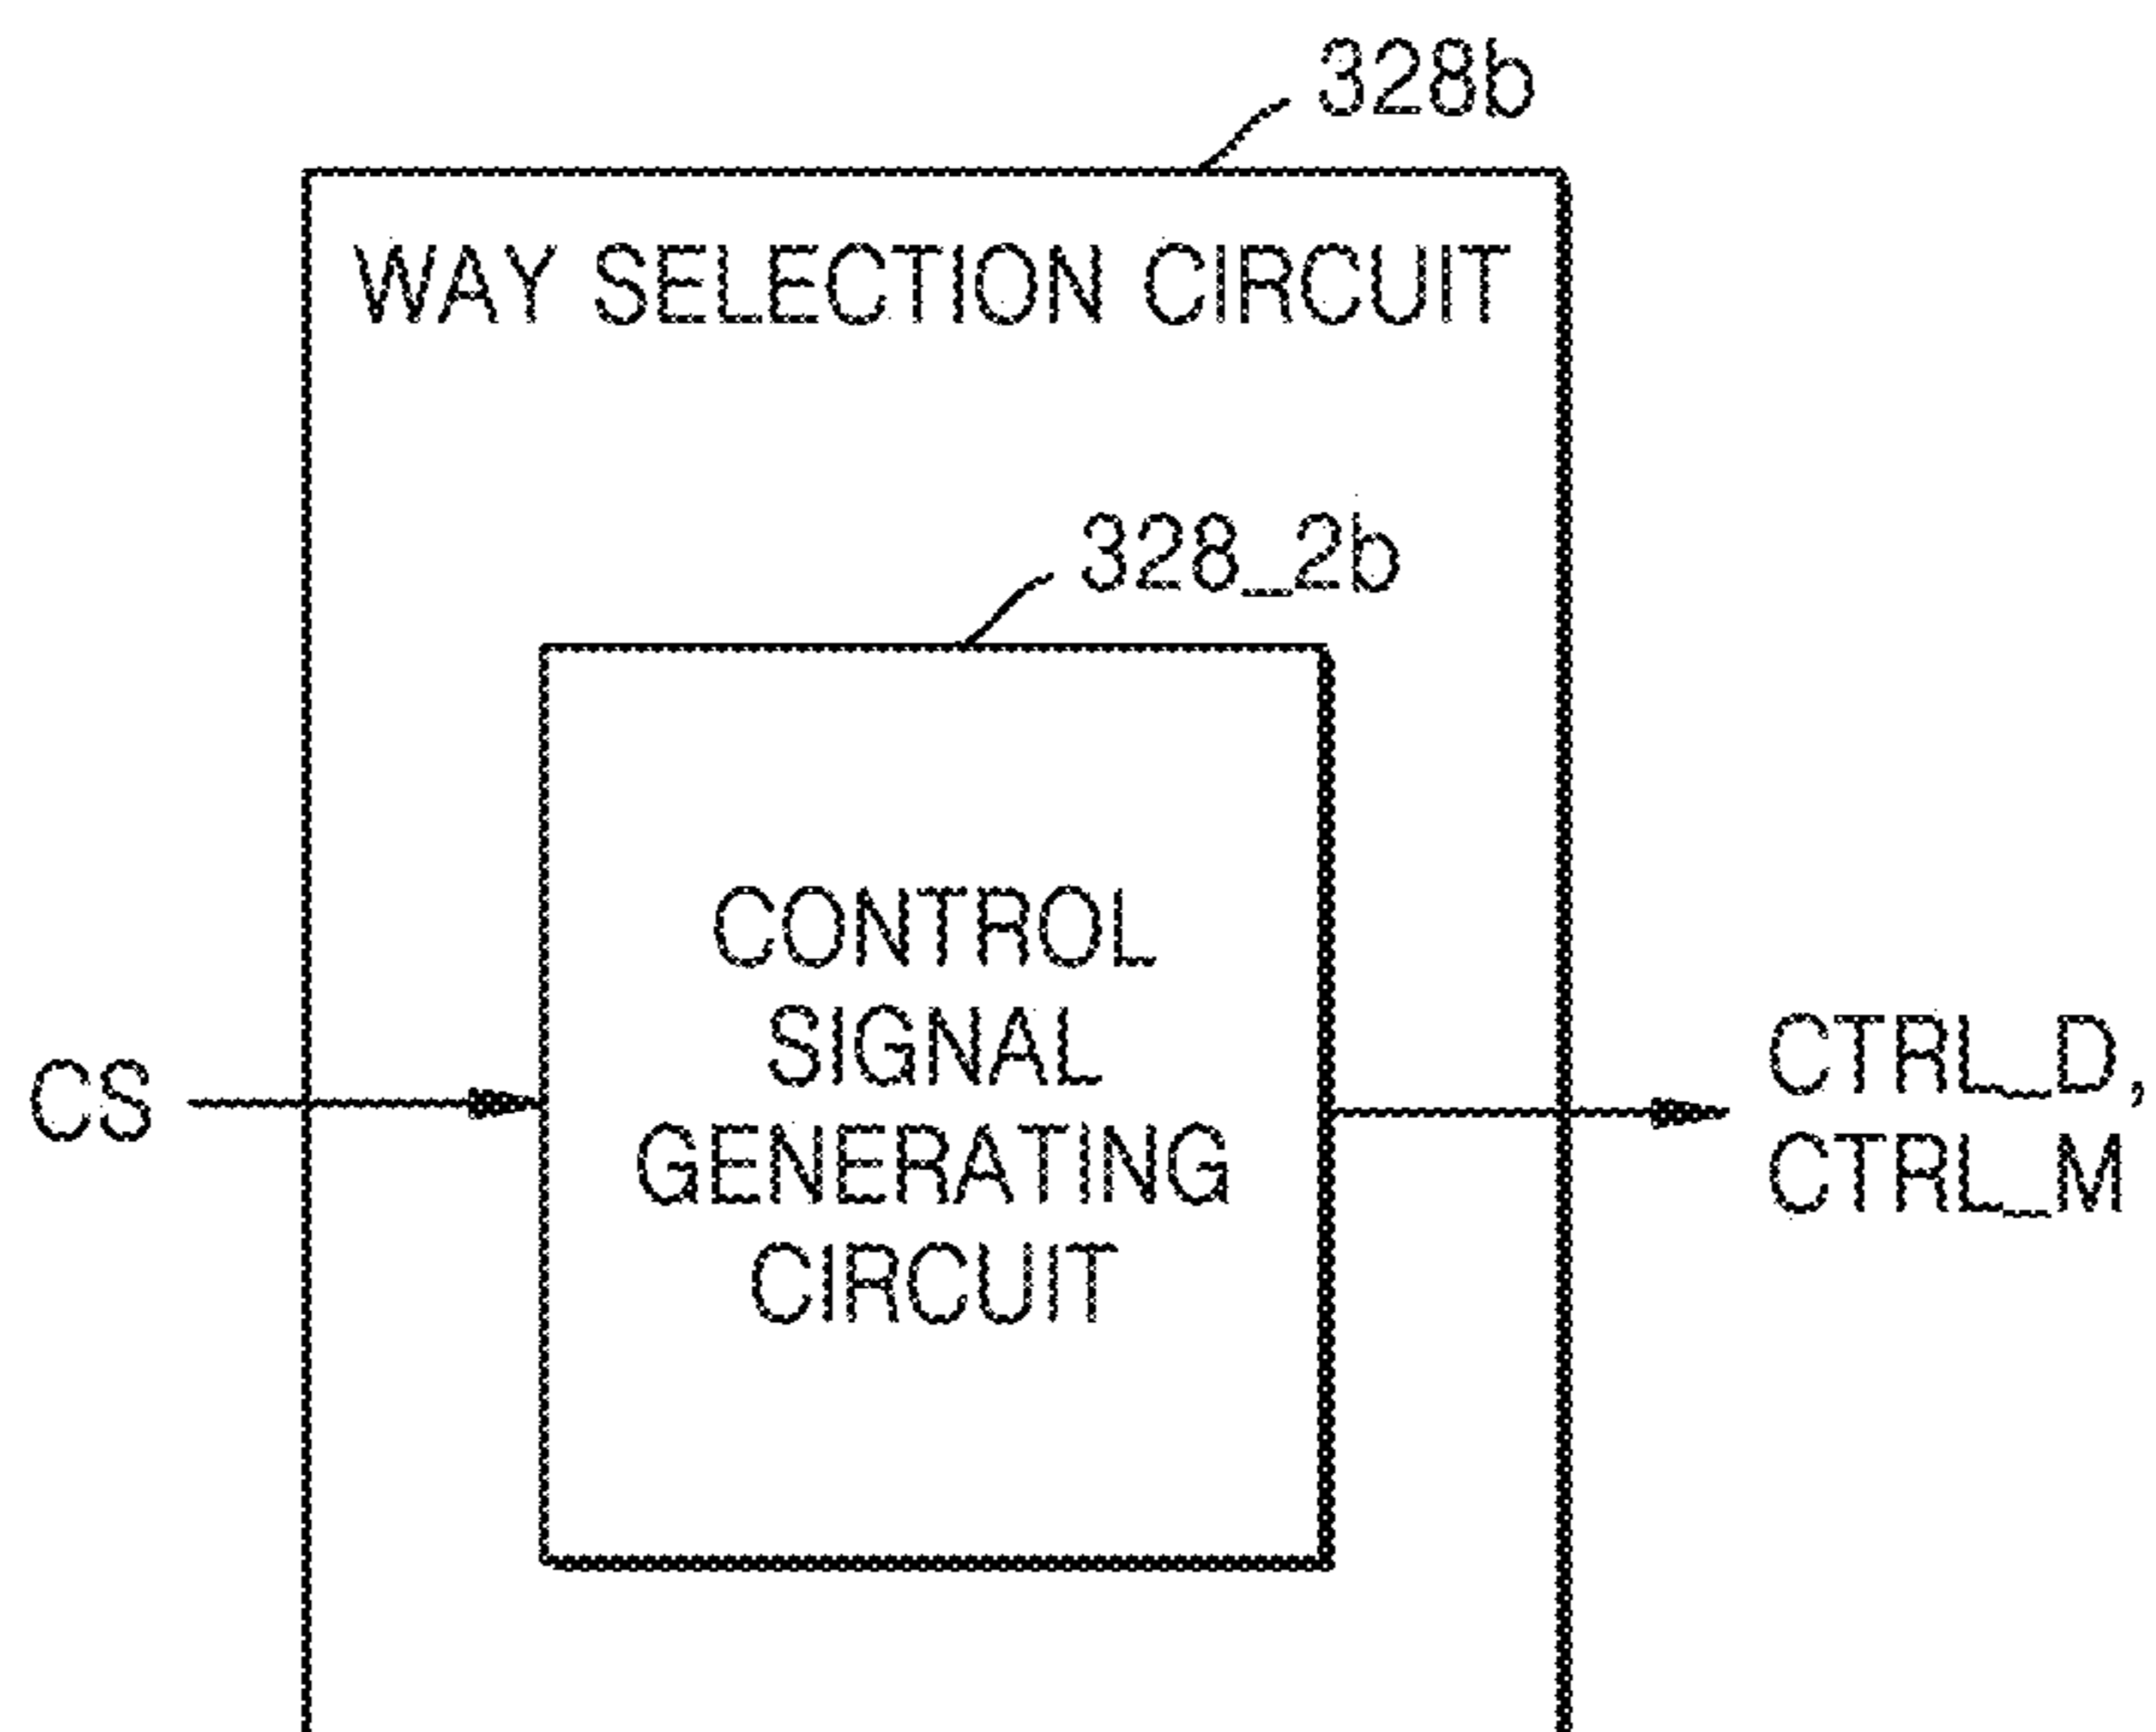 328b
WAY SELECTION CIRCUIT
328_2b
CONTROL
SIGNAL
GENERATING
CIRCUIT
CS
CTRL_D,
CTRL_M